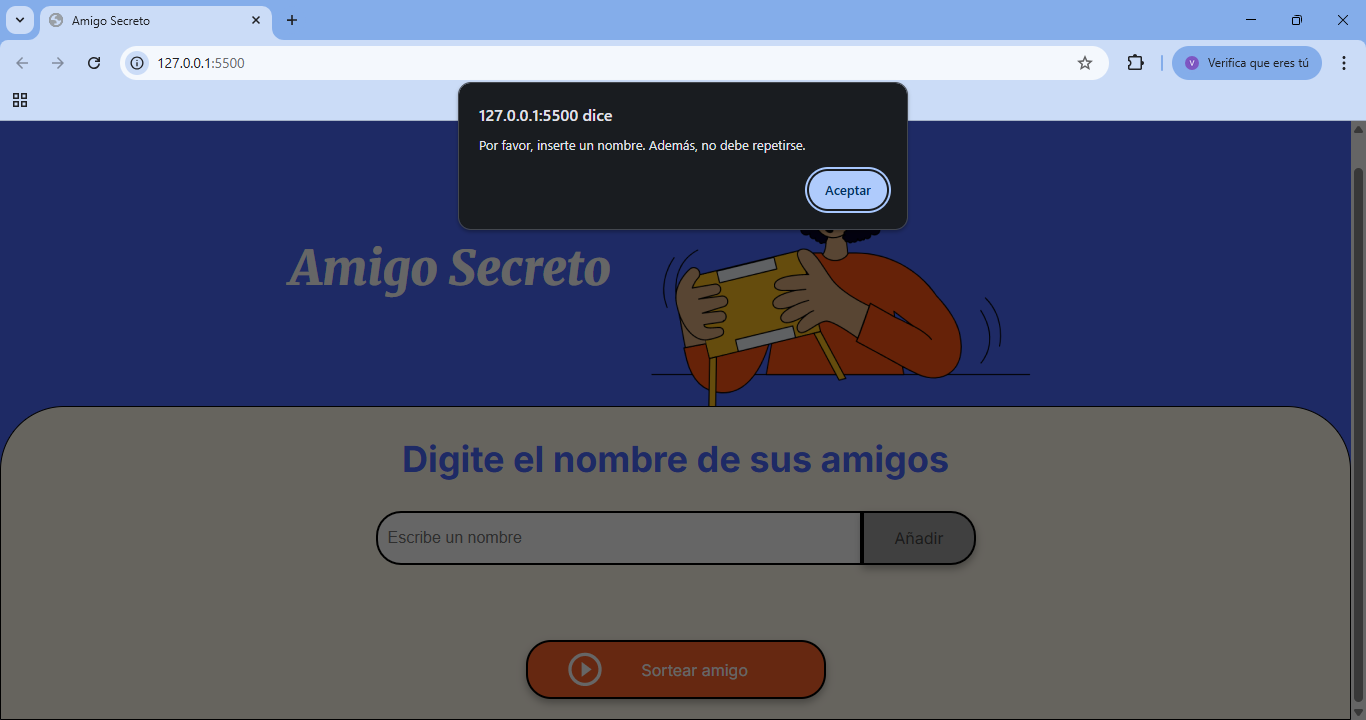 Amigo Secreto
127.0.0.1:5500
V Verifica que eres tú
127.0.0.1:5500 dice
Por favor, inserte un nombre. Además, no debe repetirse.
Aceptar
Amigo Secreto
Digite el nombre de sus amigos
Escribe un nombre
Añadir
Sortear amigo